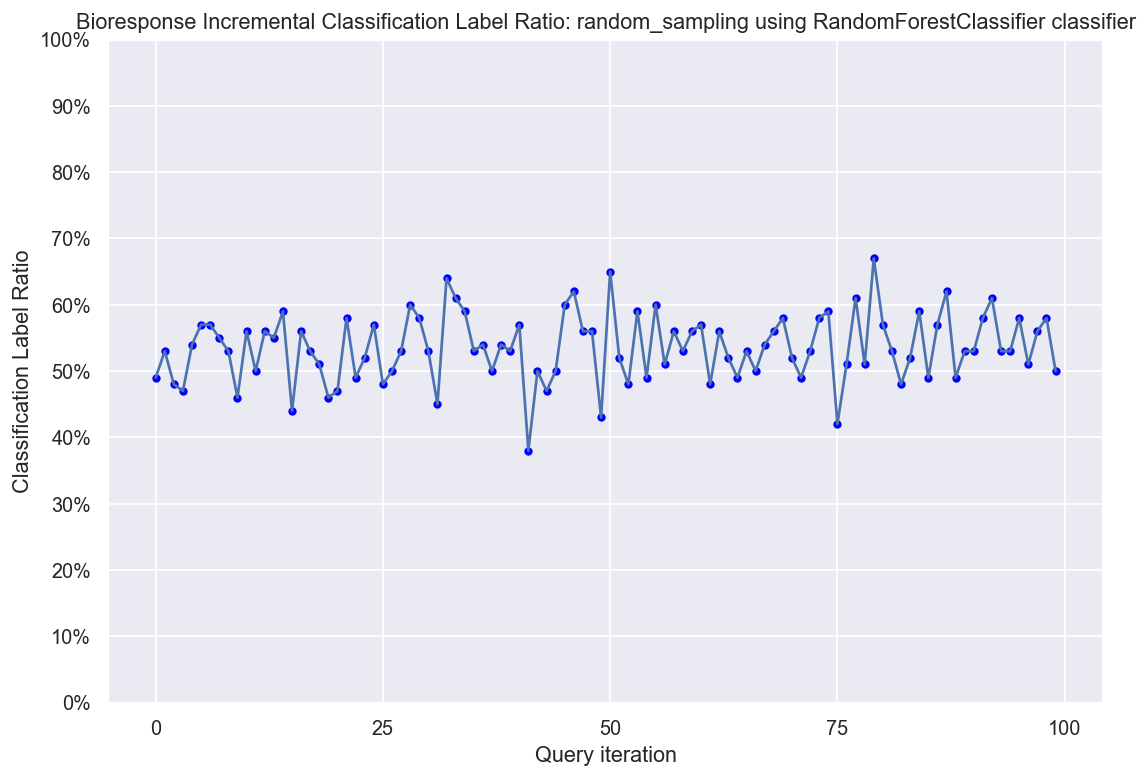 Bioresponse Incremental Classification Label Ratio: random_sampling using RandomForestClassifier classifier
100%
90%
80%
70%
60%
50%
40%
30%
20%
10%
0%
Classification Label Ratio
0 25 50 75 100
Query iteration